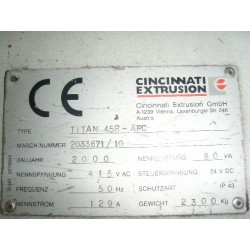 CE
CINCINNATI
EXTRUSION
Cincinnati Extrusion GmbH
A-1239 Vienna, Laxenburger Str. 246
Austria
TYPE TITAN 45R-APC
MASCH.NUMMER 2033671/10
BAUJAHR 2000 NENNLEISTUNG 80 VA
NENNSPANNUNG 415 V AC STEUERSPANNUNG 24 V DC
FREQUENZ 50 Hz SCHUTZART IP 43
NENNSTROM 129 A GEWICHT 2300 Kg